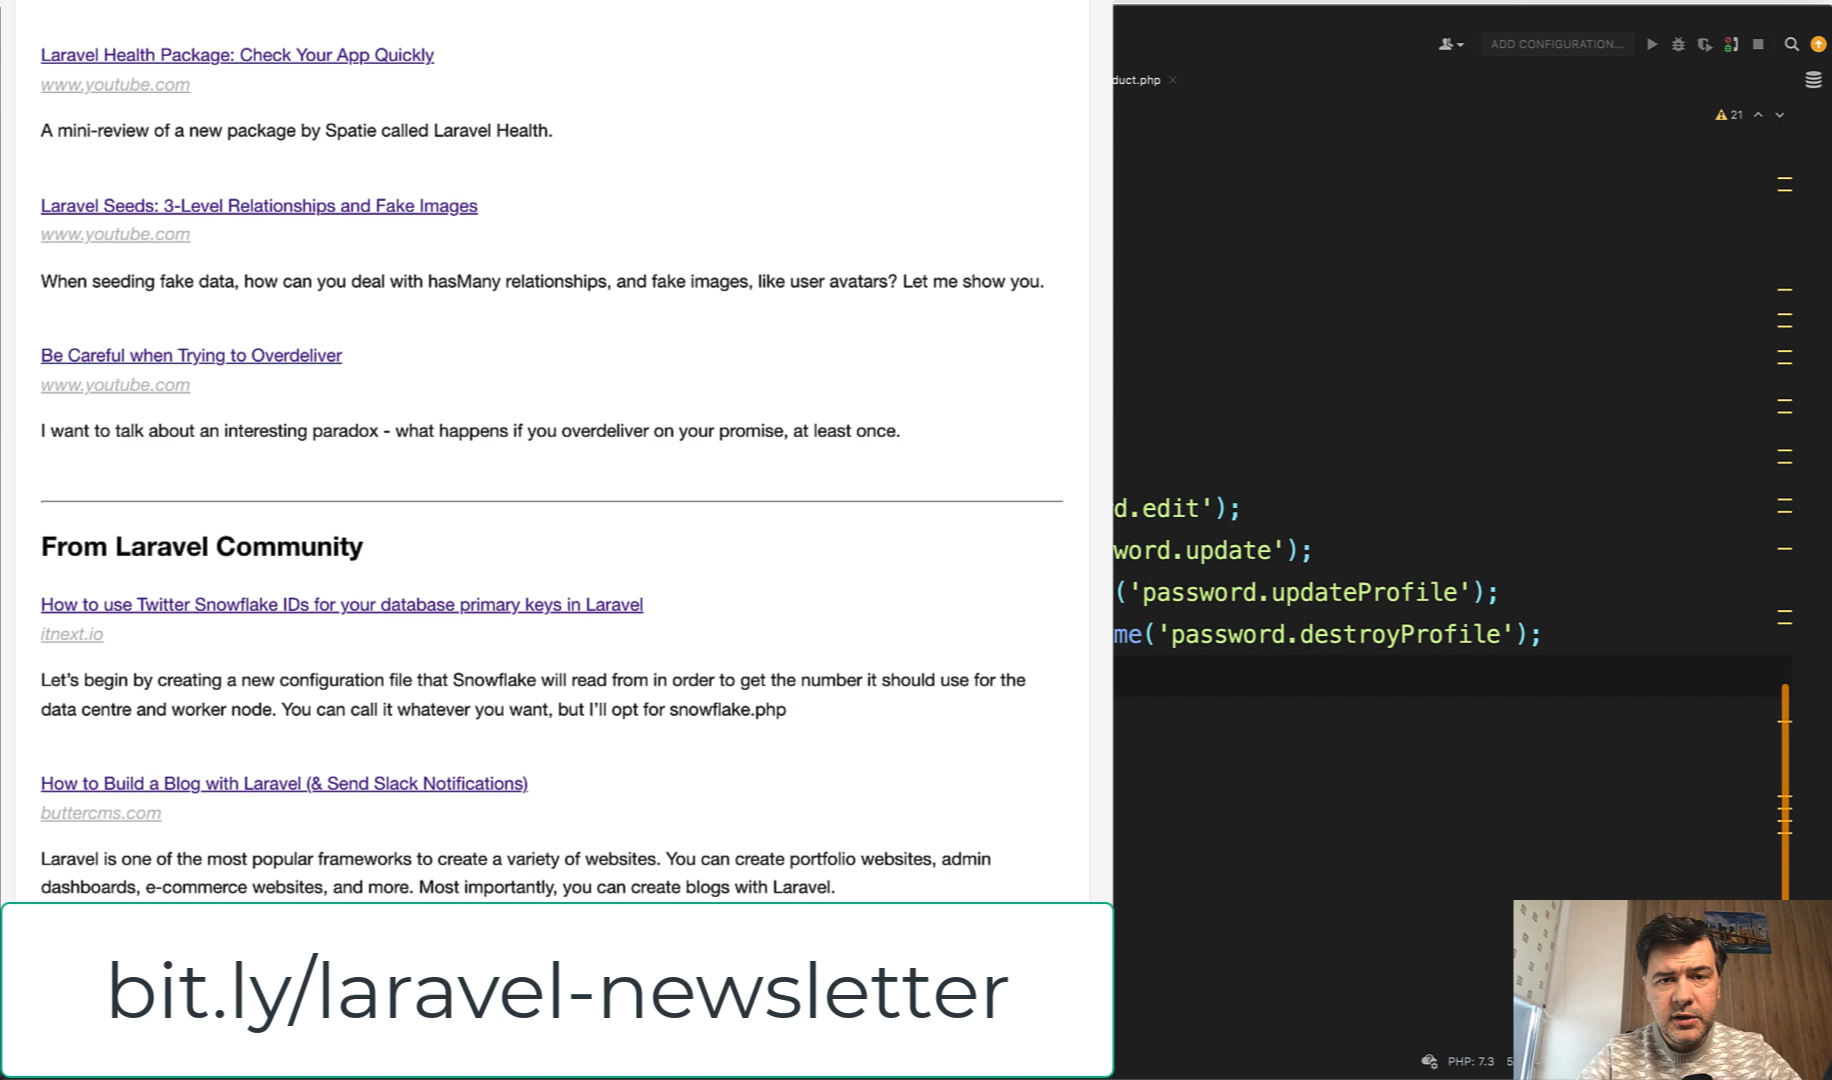 Laravel Health Package: Check Your App Quickly
www.youtube.com
A mini-review of a new package by Spatie called Laravel Health.
Laravel Seeds: 3-Level Relationships and Fake Images
www.youtube.com
When seeding fake data, how can you deal with hasMany relationships, and fake images, like user avatars? Let me show you.
Be Careful when Trying to Overdeliver
www.youtube.com
I want to talk about an interesting paradox - what happens if you overdeliver on your promise, at least once.
From Laravel Community
How to use Twitter Snowflake IDs for your database primary keys in Laravel
itnext.io
Let’s begin by creating a new configuration file that Snowflake will read from in order to get the number it should use for the
data centre and worker node. You can call it whatever you want, but I’ll opt for snowflake.php
How to Build a Blog with Laravel (& Send Slack Notifications)
buttercms.com
Laravel is one of the most popular frameworks to create a variety of websites. You can create portfolio websites, admin
dashboards, e-commerce websites, and more. Most importantly, you can create blogs with Laravel.
bit.ly/laravel-newsletter
ADD CONFIGURATION...
duct.php
21
d.edit');
word.update');
('password.updateProfile');
me('password.destroyProfile');
PHP: 7.3 5